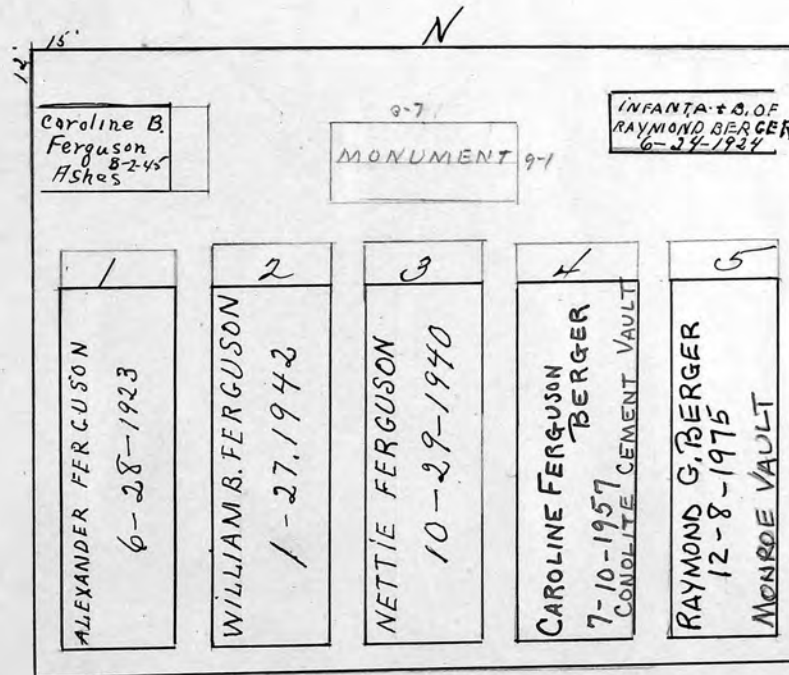 N
15'
12'
Caroline B.
Ferguson
8-2-45
Ashes
9-7
MONUMENT 9-1
INFANT A. + B. OF
RAYMOND BERGER
6-24-1924
1
ALEXANDER FERGUSON
6-28-1923
2
WILLIAM B. FERGUSON
1-27.1942
3
NETTIE FERGUSON
10-29-1940
4
CAROLINE FERGUSON
BERGER
7-10-1957
CONOLITE CEMENT VAULT
5
RAYMOND G. BERGER
12-8-1975
MONROE VAULT